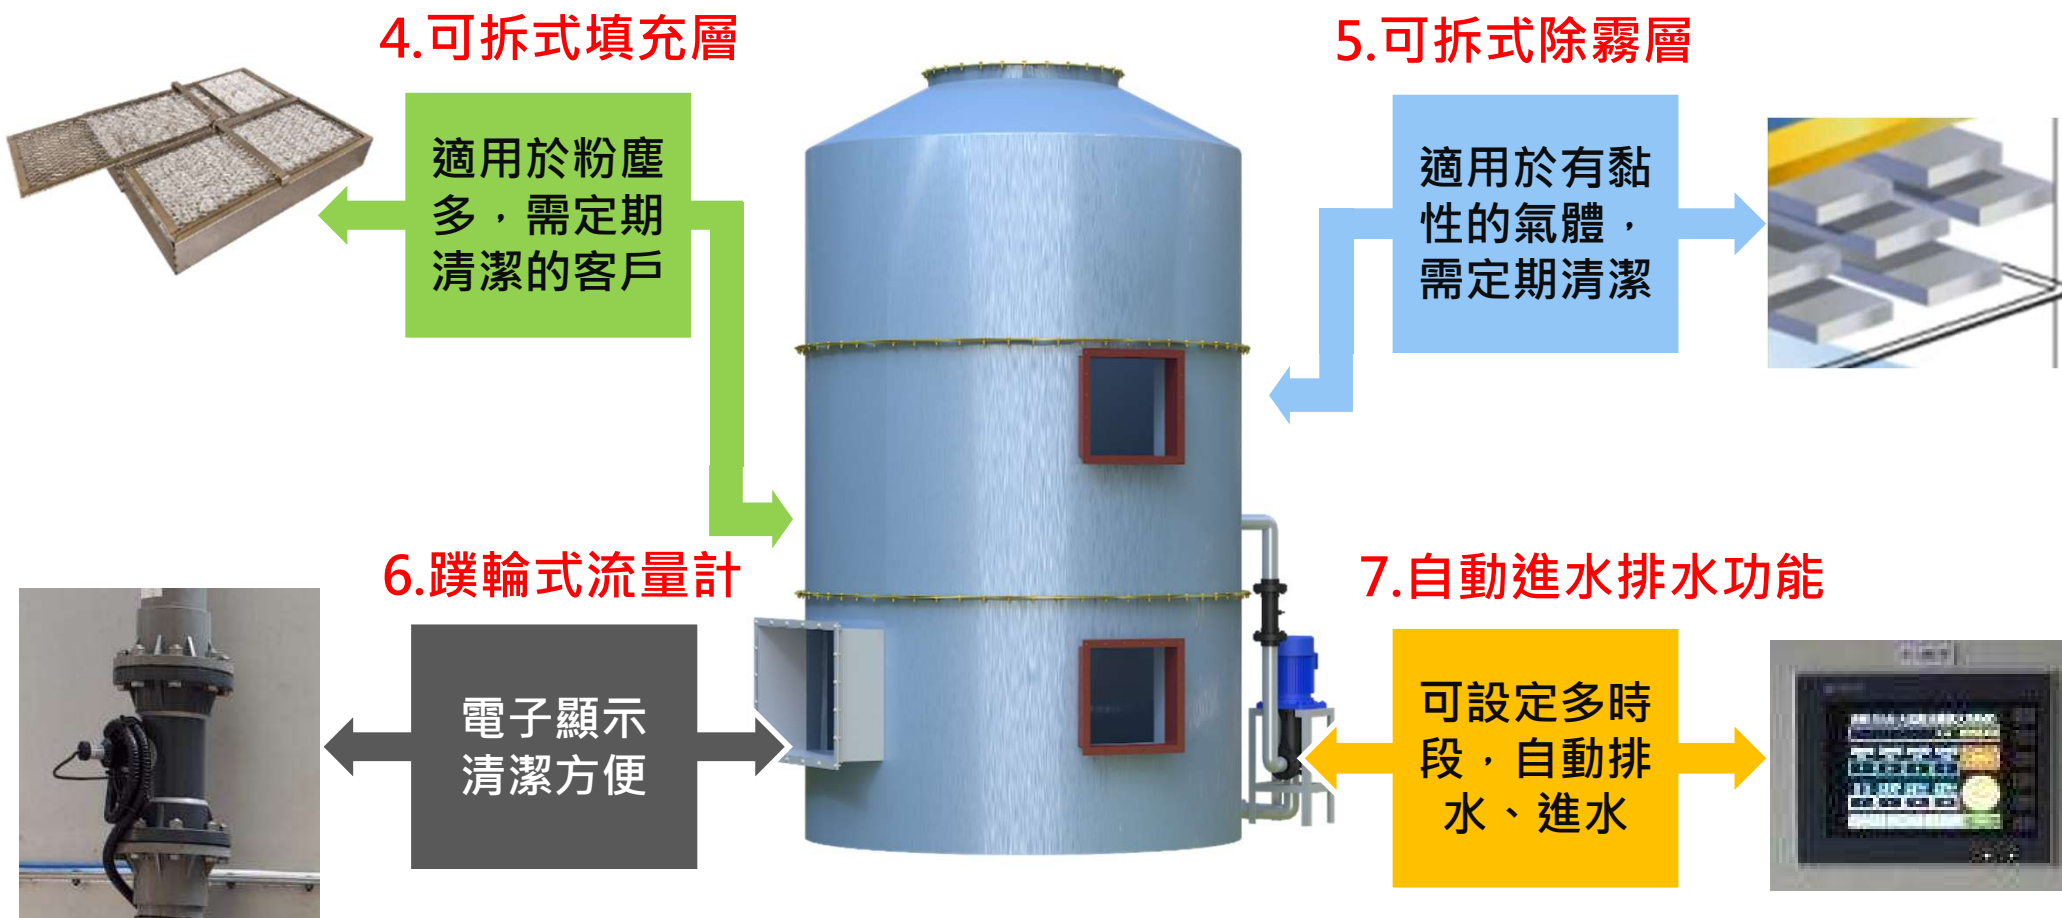 4.可拆式填充層
適用於粉塵
多，需定期
清潔的客戶
5.可拆式除霧層
適用於有黏
性的氣體，
需定期清潔
6.蹼輪式流量計
電子顯示
清潔方便
7.自動進水排水功能
可設定多時
段，自動排
水、進水